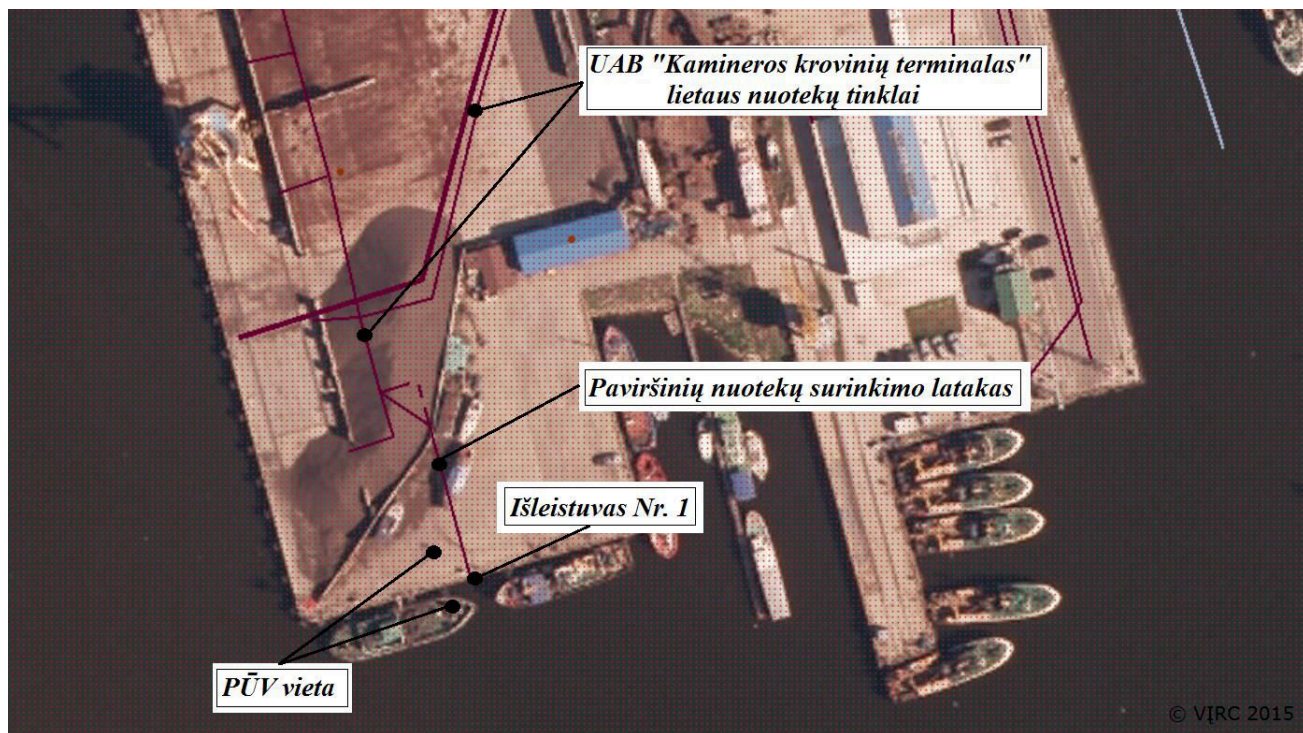 UAB "Kamineros krovinių terminalas"
lietaus nuotekų tinklai
Paviršinių nuotekų surinkimo latakas
Išleistuvas Nr. 1
PŪV vieta
© VĮRC 2015